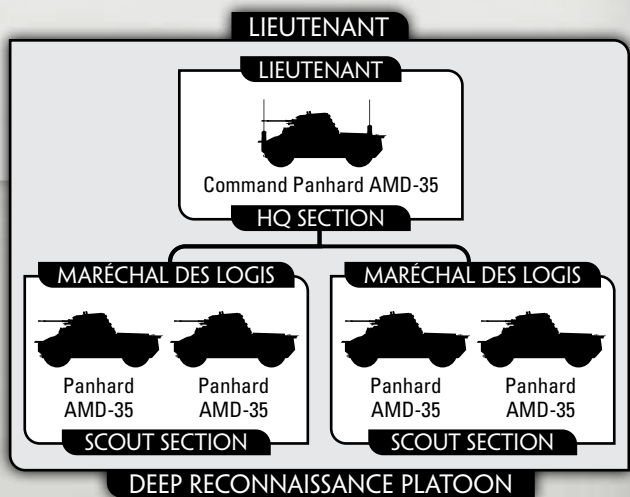 LIEUTENANT
LIEUTENANT
Command Panhard AMD-35
HQ SECTION
MARÉCHAL DES LOGIS
Panhard
AMD-35
Panhard
AMD-35
SCOUT SECTION
MARÉCHAL DES LOGIS
Panhard
AMD-35
Panhard
AMD-35
SCOUT SECTION
DEEP RECONNAISSANCE PLATOON